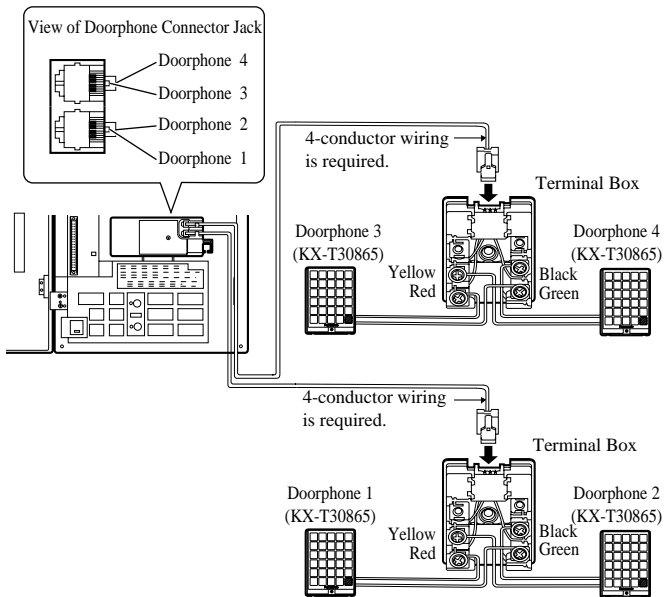 View of Doorphone Connector Jack
Doorphone 4
Doorphone 3
Doorphone 2
Doorphone 1
4-conductor wiring
is required.
Terminal Box
Doorphone 3
(KX-T30865)
Doorphone 4
(KX-T30865)
Yellow
Red
Black
Green
4-conductor wiring
is required.
Terminal Box
Doorphone 1
(KX-T30865)
Doorphone 2
(KX-T30865)
Yellow
Red
Black
Green